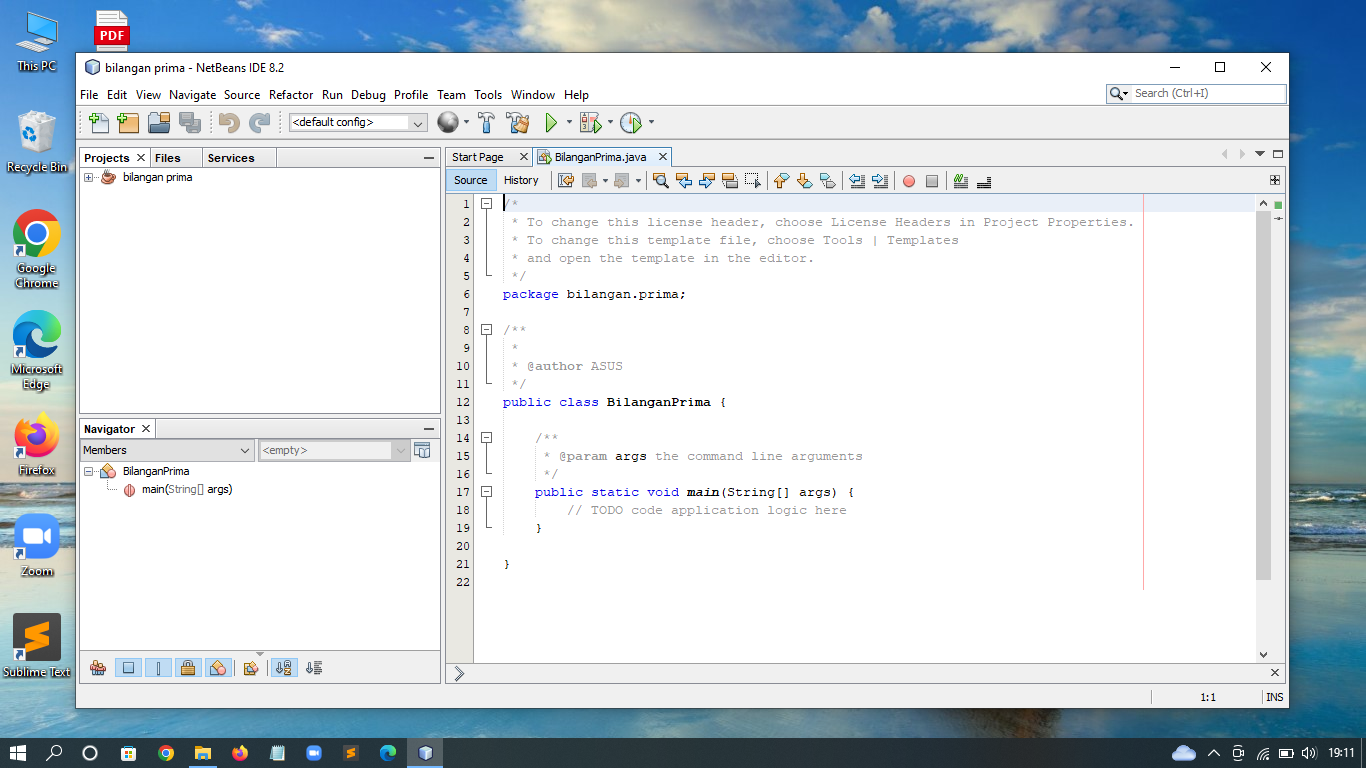 This PC
PDF
Recycle Bin
Google
Chrome
Microsoft
Edge
Firefox
Zoom
Sublime Text
bilangan prima - NetBeans IDE 8.2
File Edit View Navigate Source Refactor Run Debug Profile Team Tools Window Help
Search (Ctrl+I)
<default config>
Projects Files Services
bilangan prima
Navigator
Members <empty>
BilanganPrima
main(String[] args)
Start Page BilanganPrima.java
Source History
1 /*
2 * To change this license header, choose License Headers in Project Properties.
3 * To change this template file, choose Tools | Templates
4 * and open the template in the editor.
5 */
6 package bilangan.prima;
7
8 /**
9 *
10 * @author ASUS
11 */
12 public class BilanganPrima {
13
14 /**
15 * @param args the command line arguments
16 */
17 public static void main(String[] args) {
18 // TODO code application logic here
19 }
20
21 }
22
1:1 INS
19:11